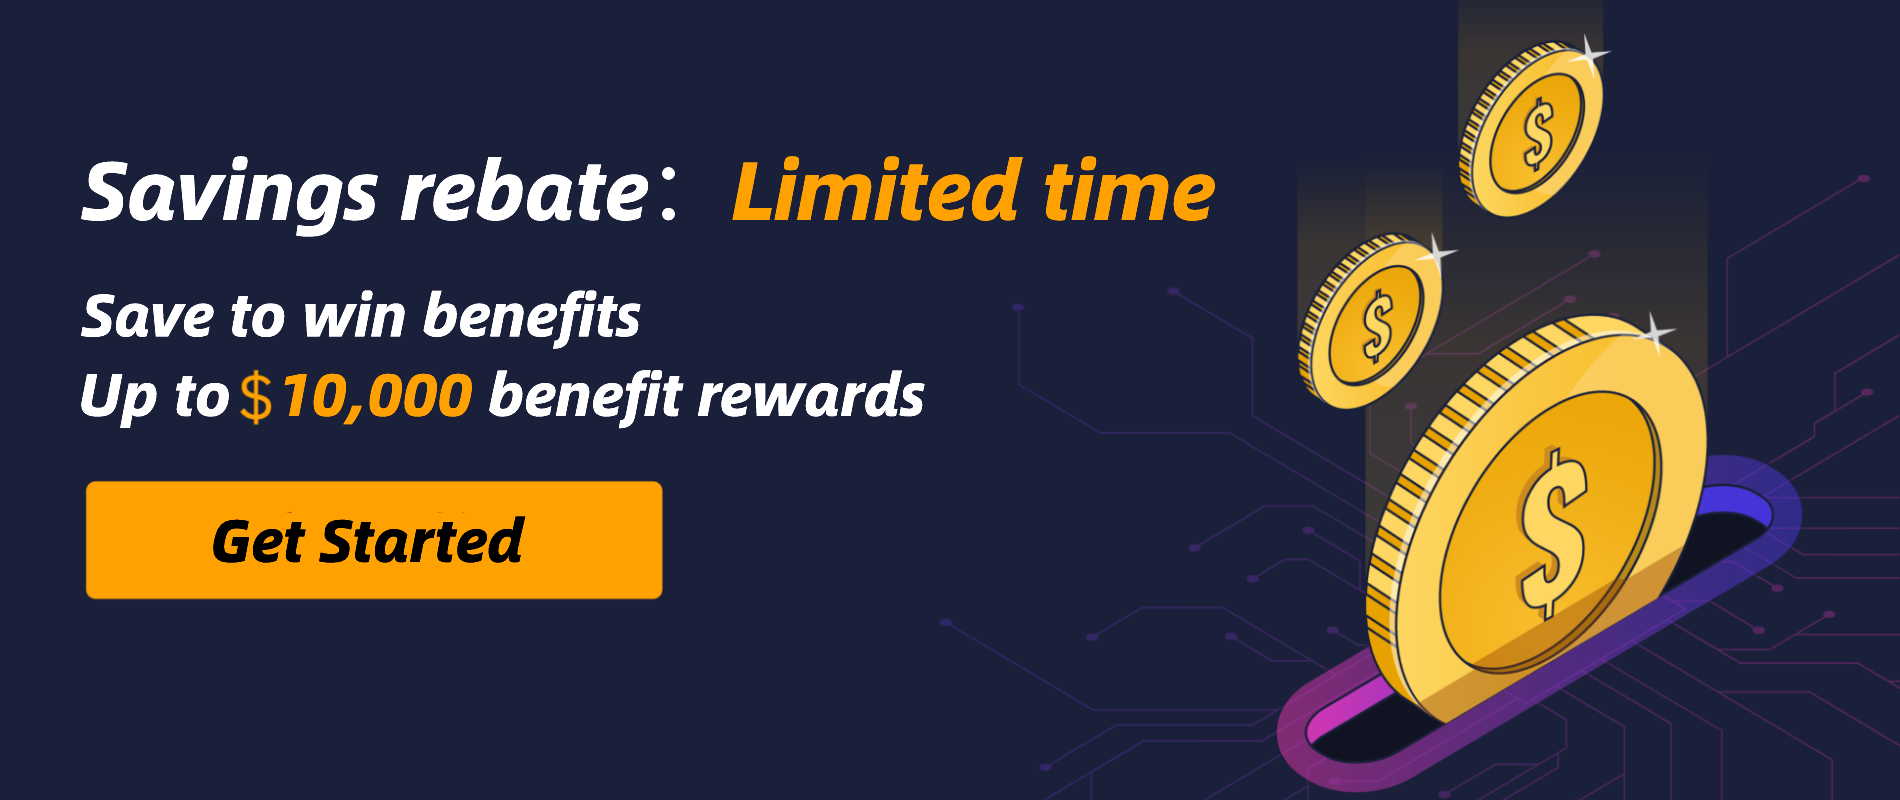 Savings rebate： Limited time
Save to win benefits
Up to $10,000 benefit rewards
Get Started
$
$
$